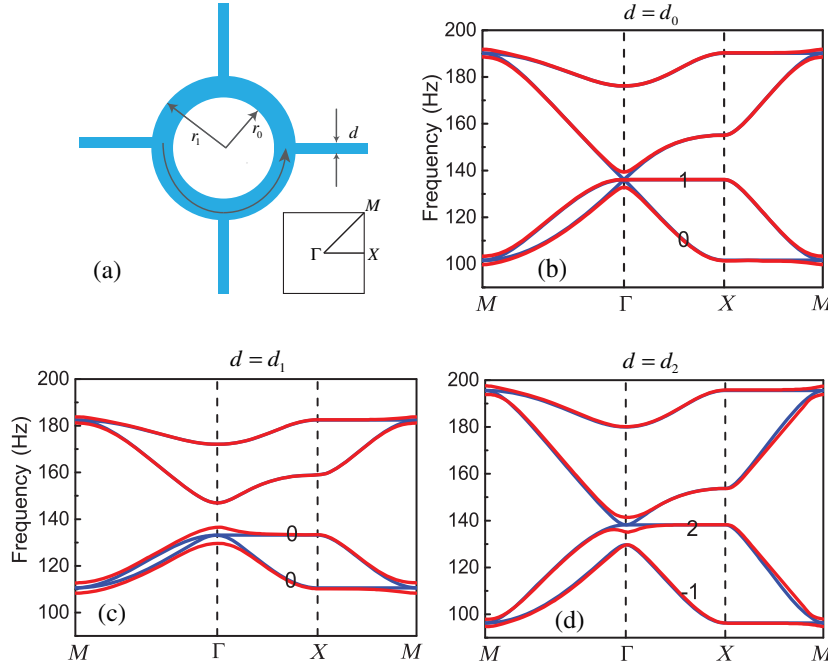 r₁
r₀
d
M
Γ
X
(a)
d = d₀
200
180
160
140
120
100
Frequency (Hz)
1
0
(b)
M
Γ
X
M
d = d₁
200
180
160
140
120
100
Frequency (Hz)
0
0
(c)
M
Γ
X
M
d = d₂
200
180
160
140
120
100
2
-1
(d)
M
Γ
X
M